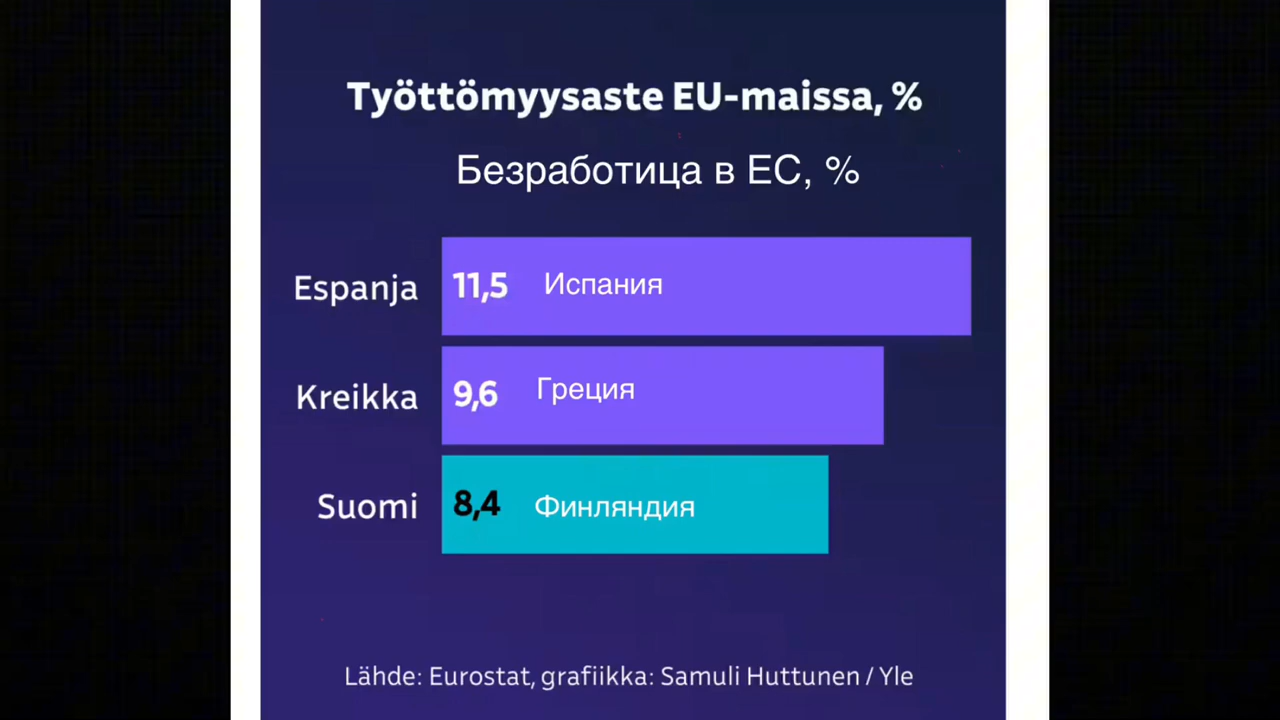 Työttömyysaste EU-maissa, %
Безработица в ЕС, %
Espanja 11,5 Испания
Kreikka 9,6 Греция
Suomi 8,4 Финляндия
Lähde: Eurostat, grafiikka: Samuli Huttunen / Yle